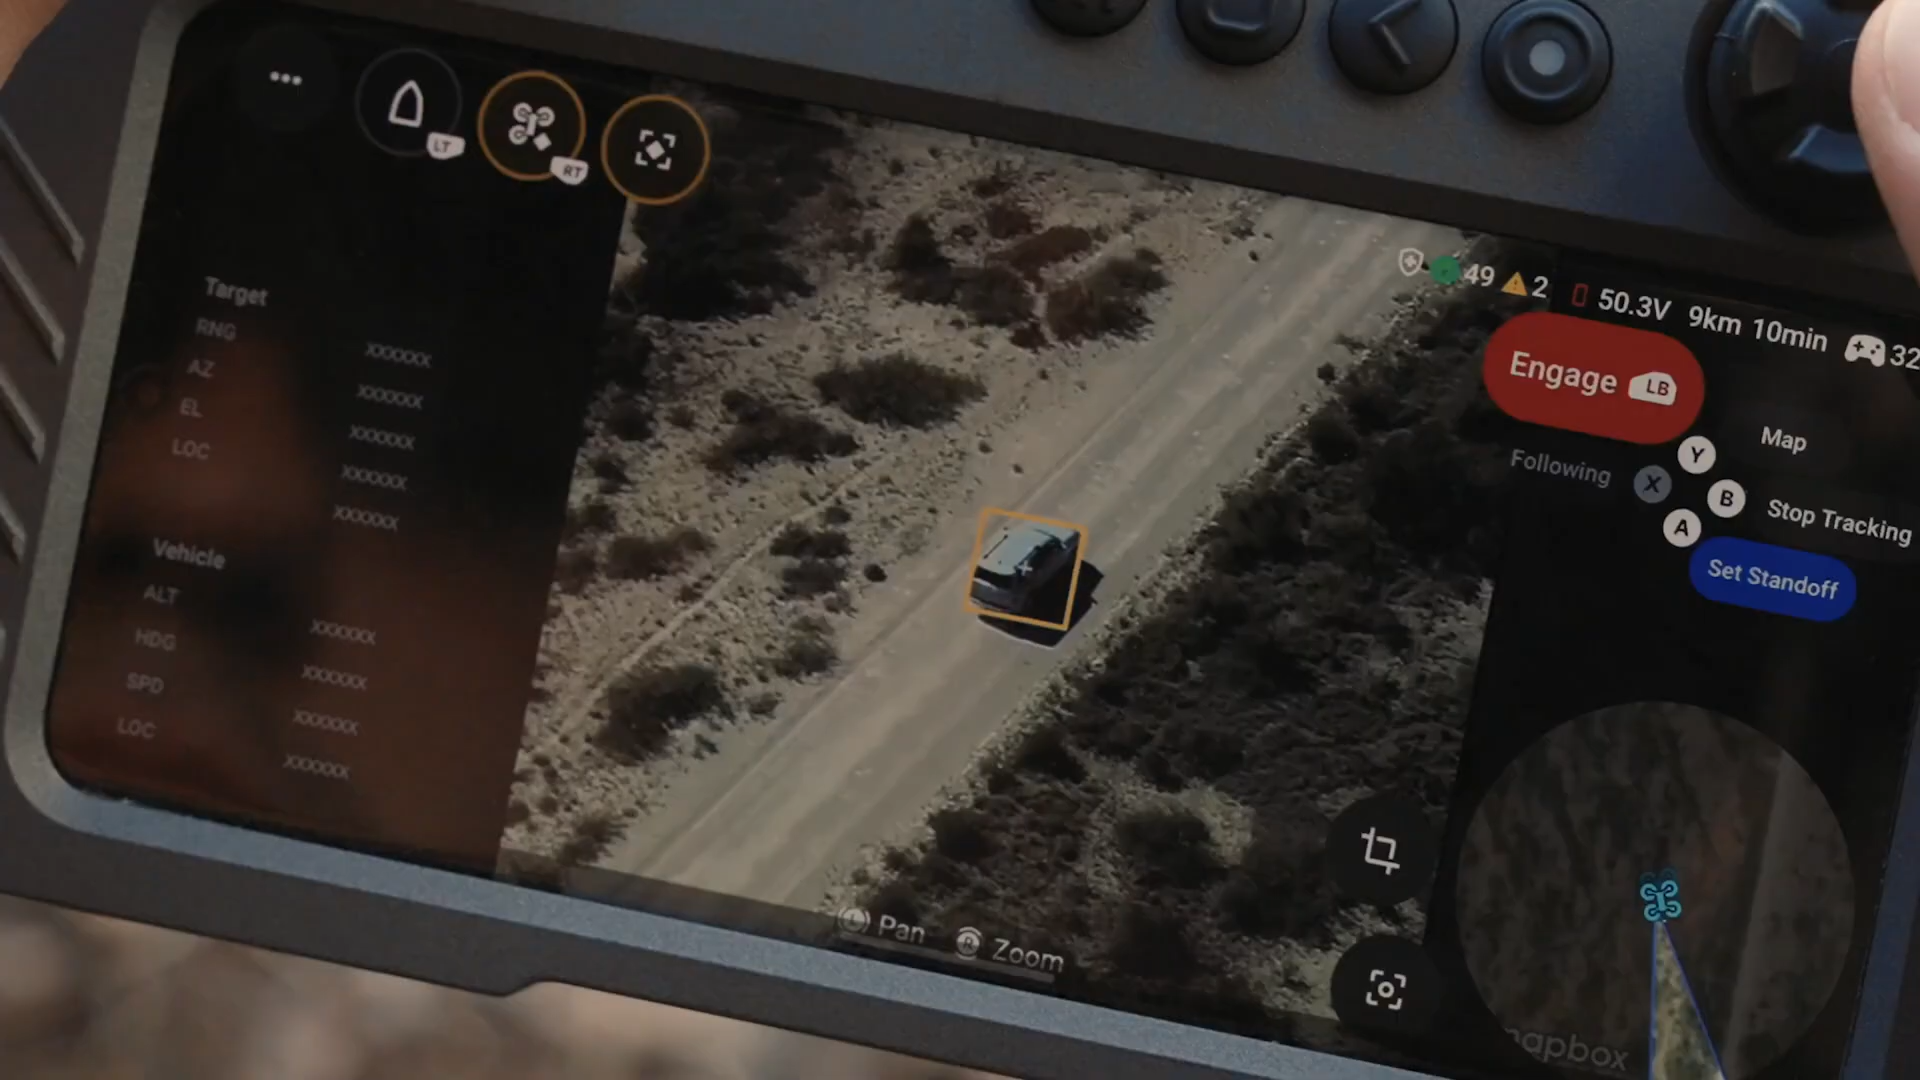 LT
RT
49 2 50.3V 9km 10min 32
Engage LB
Y Map
Following X
B Stop Tracking
A
Set Standoff
Target
RNG xxxxxx
AZ xxxxxx
EL xxxxxx
LOC xxxxxx
xxxxxx
Vehicle
ALT xxxxxx
HDG xxxxxx
SPD xxxxxx
LOC xxxxxx
L Pan R Zoom
mapbox